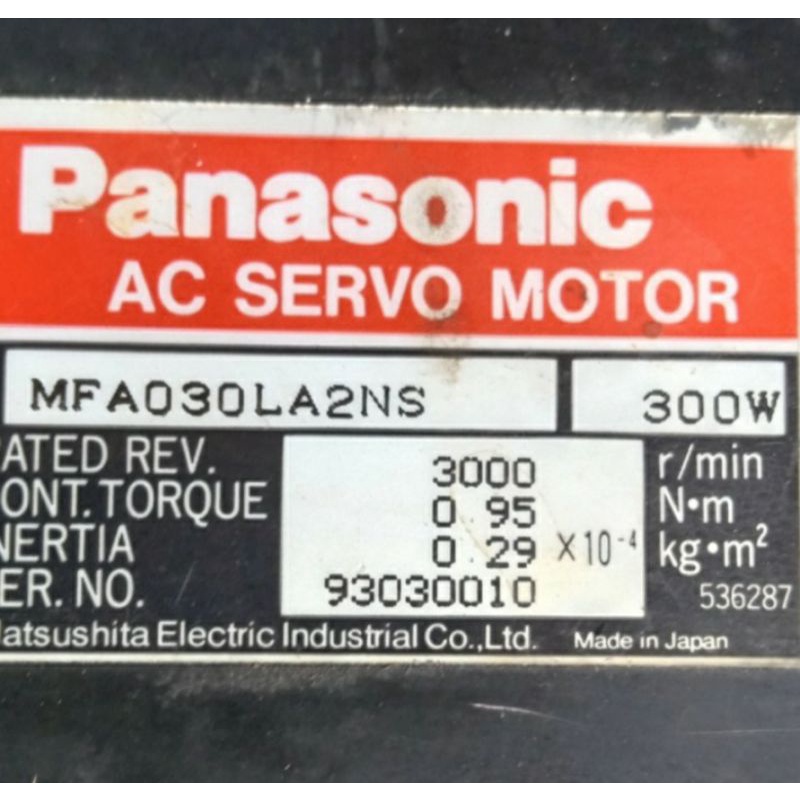 Panasonic
AC SERVO MOTOR
MFA030LA2NS 300W
ATED REV. 3000 r/min
ONT. TORQUE 0.95 N•m
NERTIA 0.29 ×10⁻⁴ kg•m²
ER. NO. 93030010 536287
atsushita Electric Industrial Co.,Ltd. Made in Japan